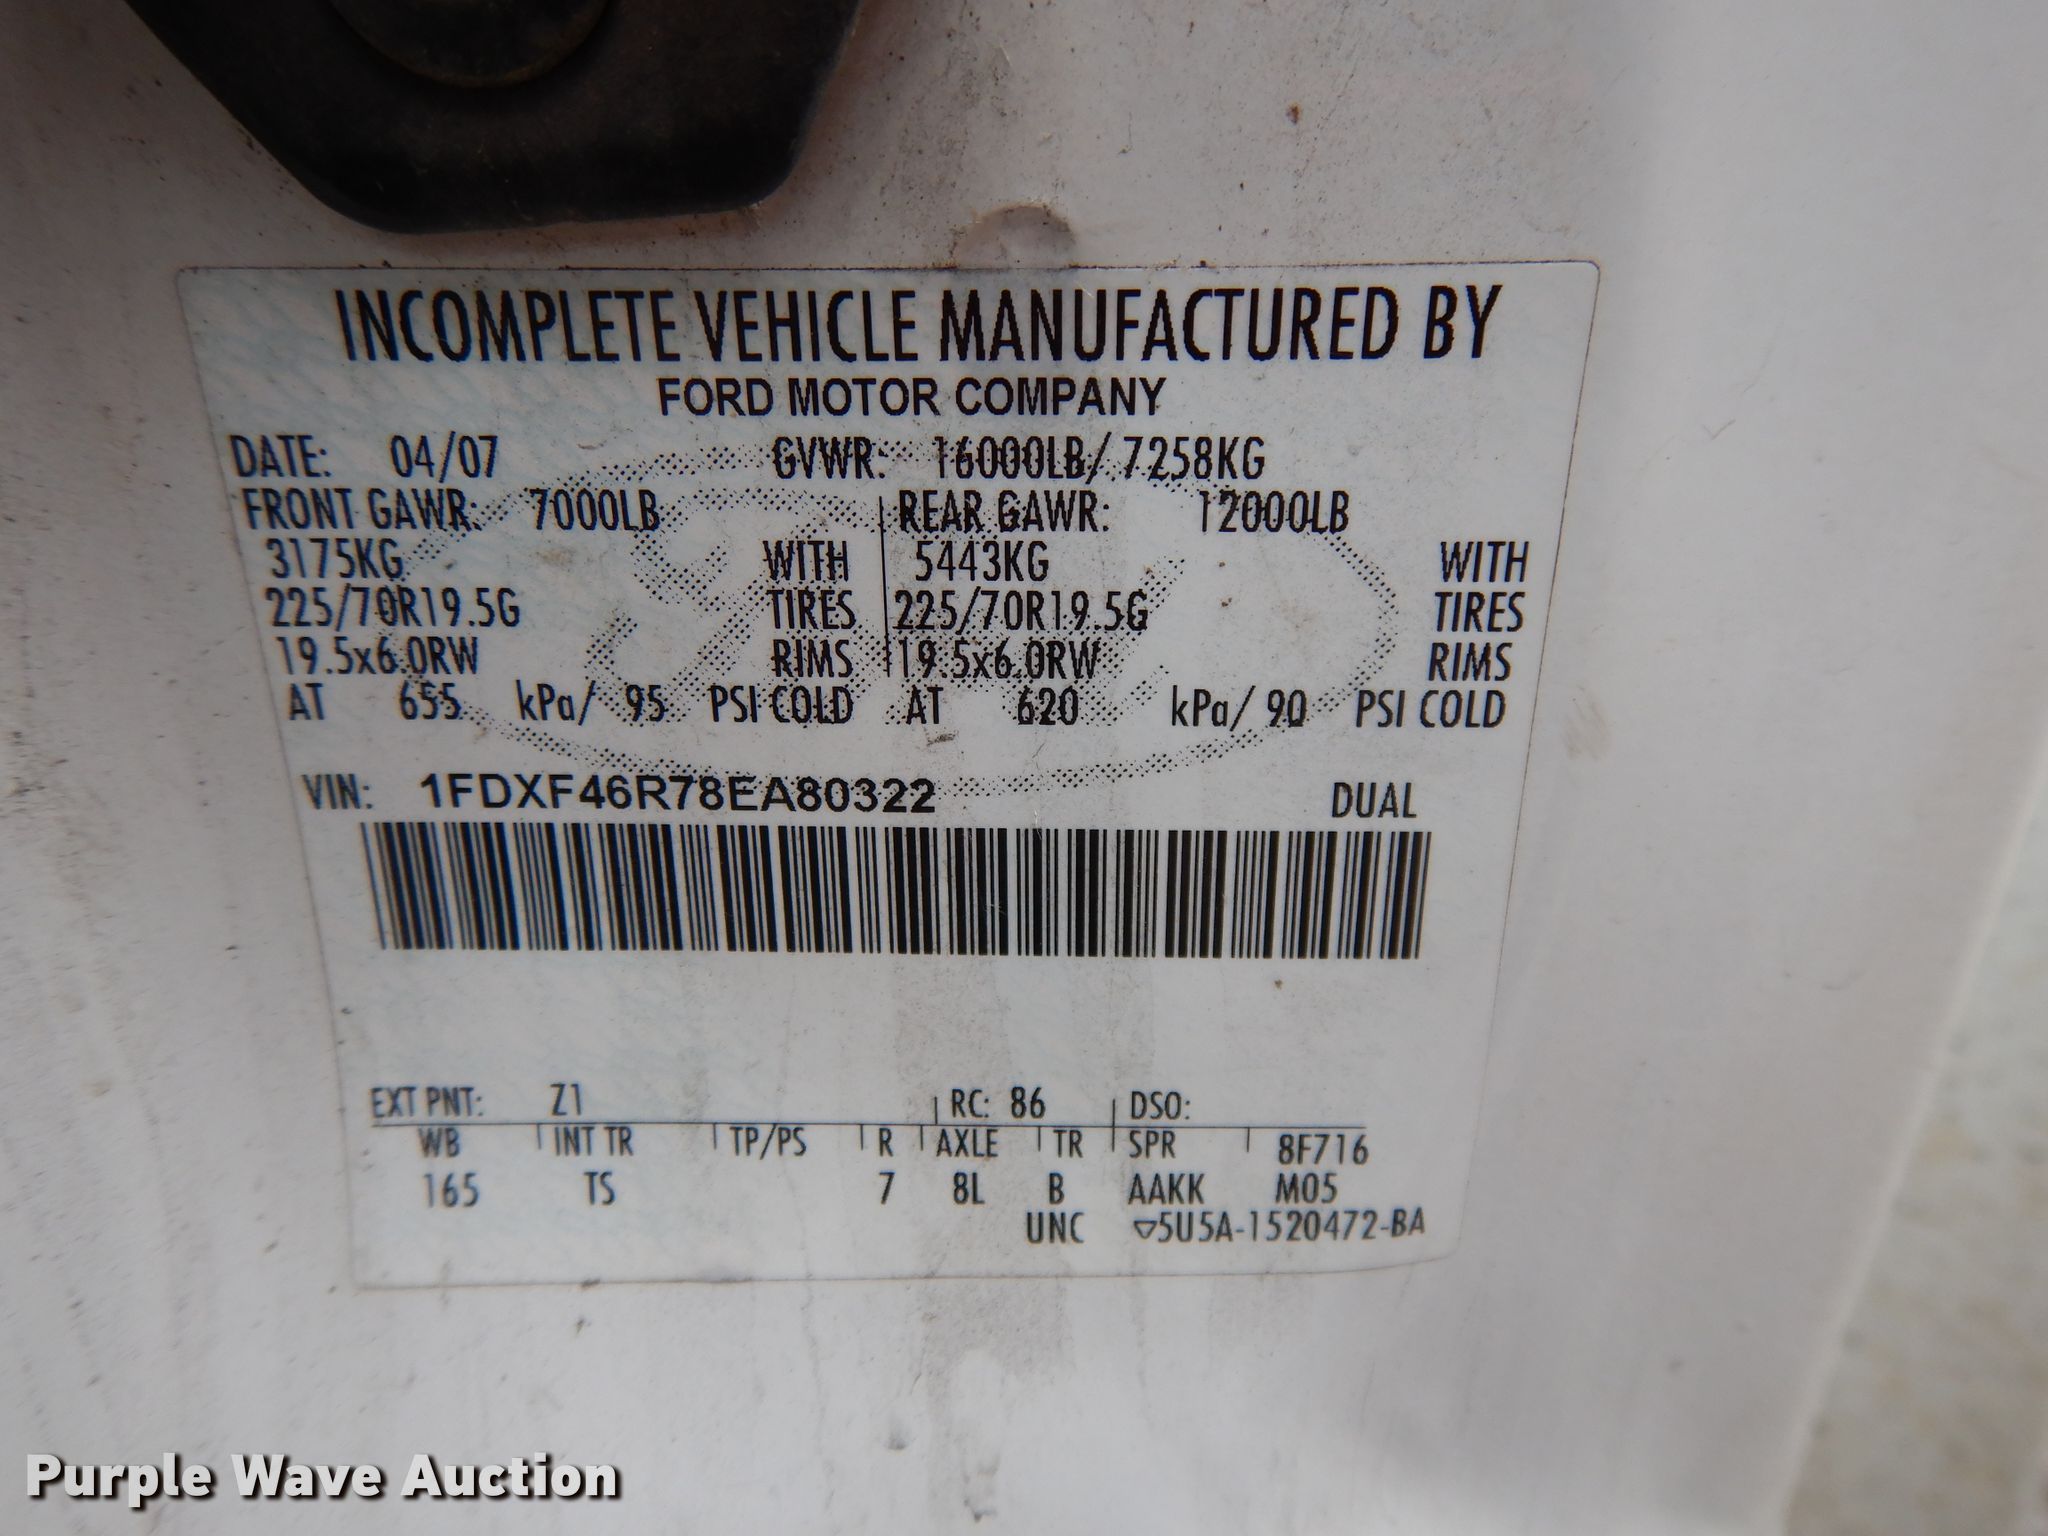 INCOMPLETE VEHICLE MANUFACTURED BY
FORD MOTOR COMPANY
DATE: 04/07 GVWR: 16000LB/ 7258KG
FRONT GAWR: 7000LB REAR GAWR: 12000LB
3175KG WITH 5443KG WITH
225/70R19.5G TIRES 225/70R19.5G TIRES
19.5x6.0RW RIMS 19.5x6.0RW RIMS
AT 655 kPa/ 95 PSI COLD AT 620 kPa/ 90 PSI COLD
VIN: 1FDXF46R78EA80322 DUAL
EXT PNT: Z1 RC: 86 DSO:
WB INT TR TP/PS R AXLE TR SPR 8F716
165 TS 7 8L B AAKK M05
UNC ▽5U5A-1520472-BA
Purple Wave Auction